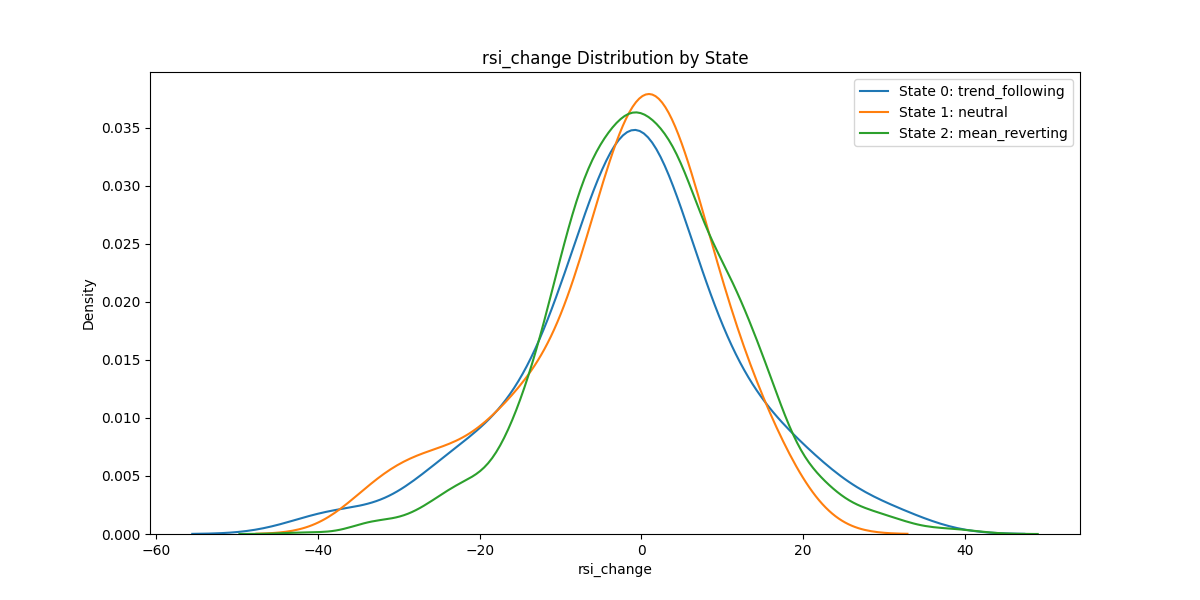 rsi_change Distribution by State
State 0: trend_following
State 1: neutral
State 2: mean_reverting
Density
0.035
0.030
0.025
0.020
0.015
0.010
0.005
0.000
−60
−40
−20
0
20
40
rsi_change